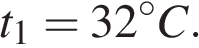 t₁ = 32°C.